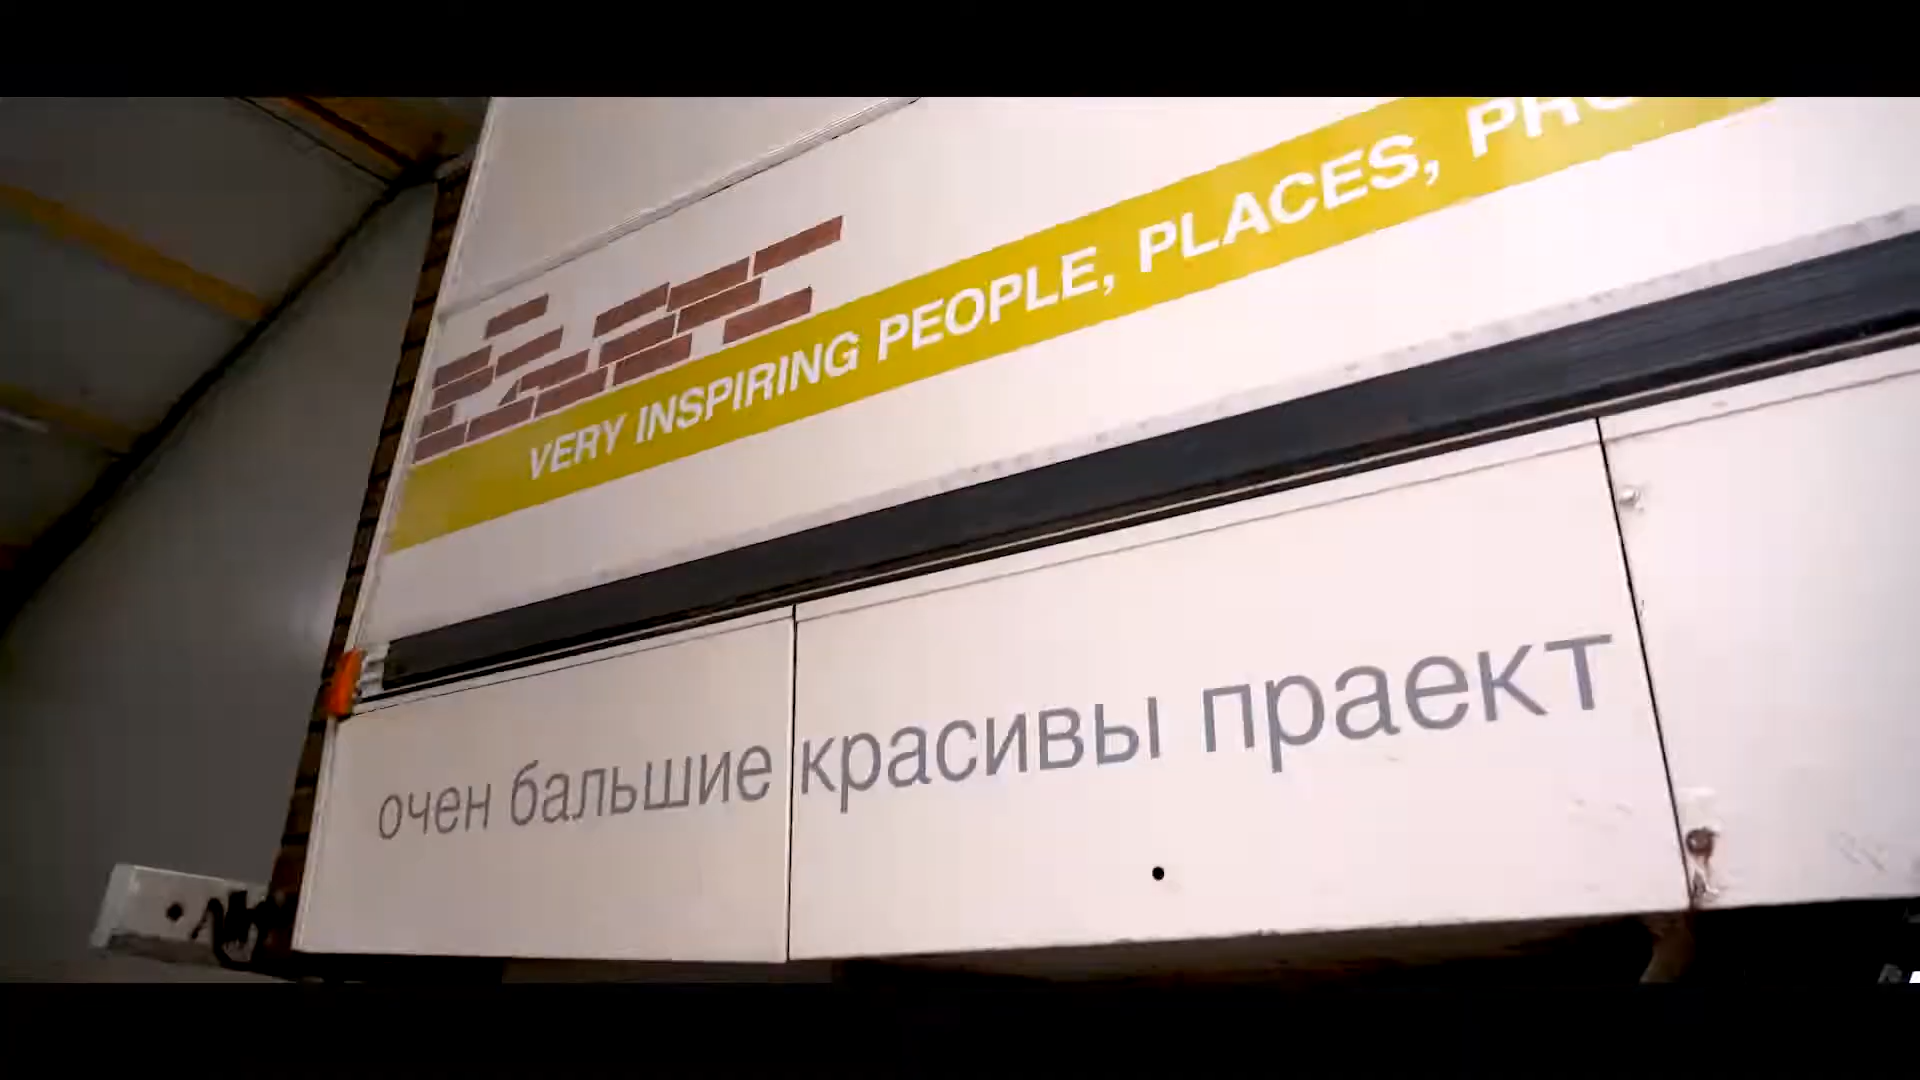 VERY INSPIRING PEOPLE, PLACES,
очен бальшие красивы праект